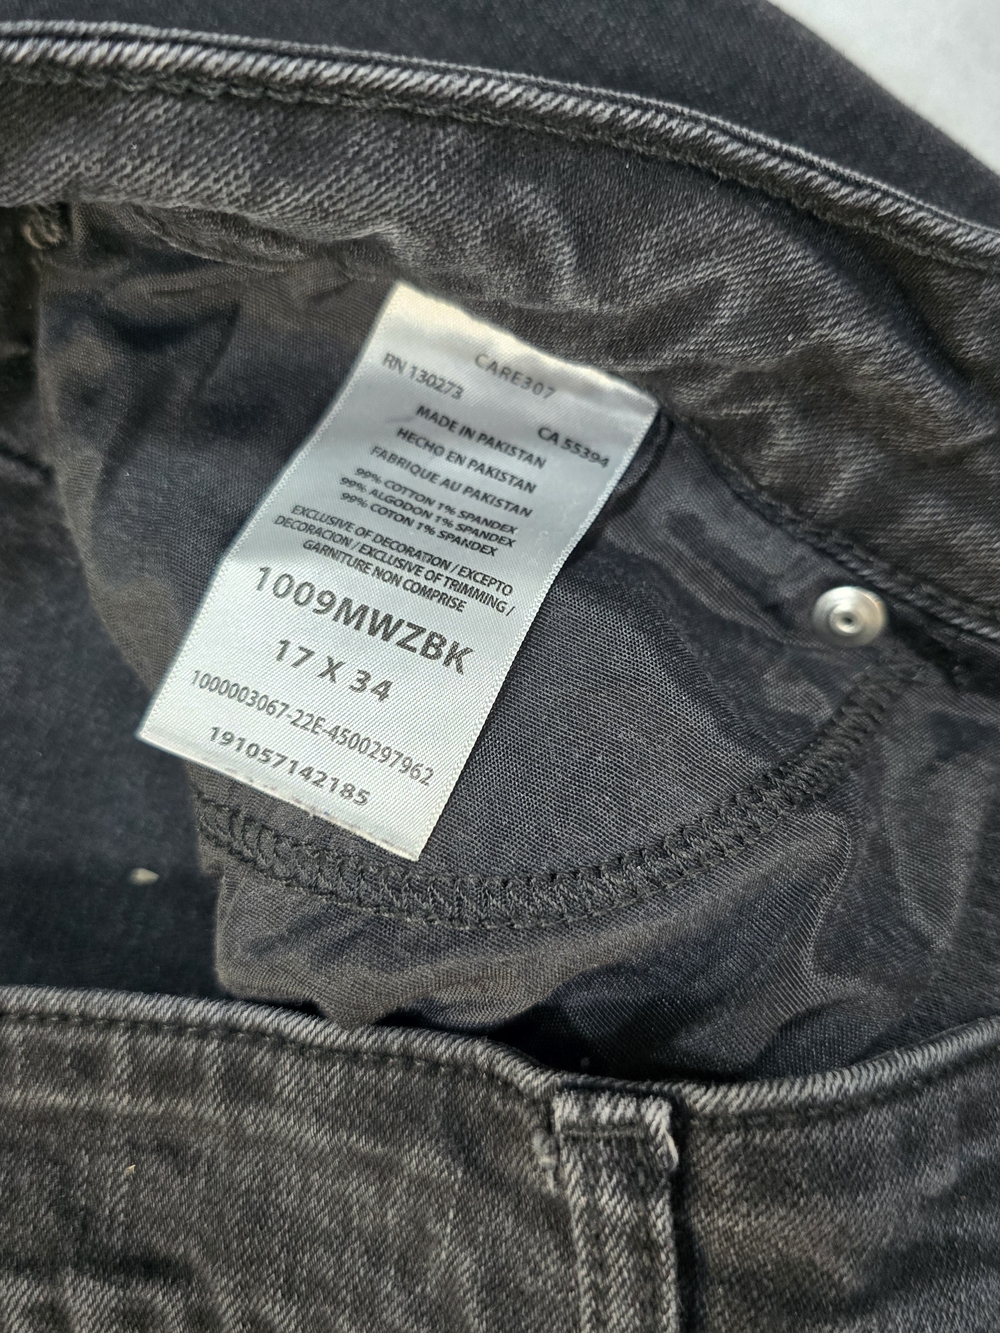 CARE307
RN 130273
CA 55394
MADE IN PAKISTAN
HECHO EN PAKISTAN
FABRIQUE AU PAKISTAN
99% COTTON 1% SPANDEX
99% ALGODON 1% SPANDEX
99% COTON 1% SPANDEX
EXCLUSIVE OF DECORATION / EXCEPTO
DECORACION / EXCLUSIVE OF TRIMMING /
GARNITURE NON COMPRISE
1009MWZBK
17 X 34
1000003067-22E-4500297962
191057142185